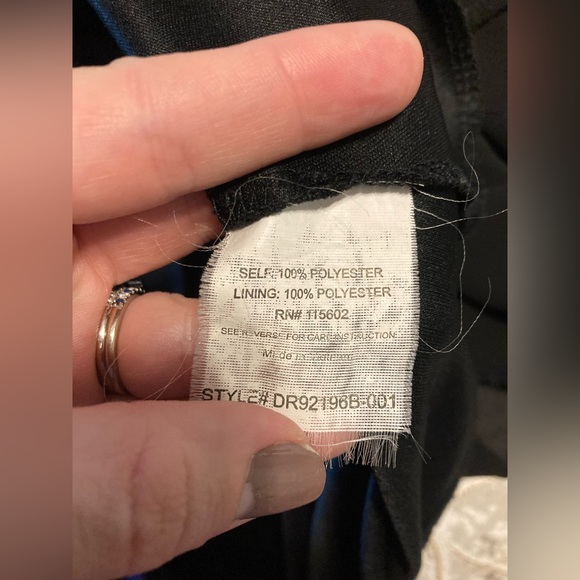 SELF: 100% POLYESTER
LINING: 100% POLYESTER
RN# 115602
SEE REVERSE FOR CARE INSTRUCTION
Made in
STYLE# DR92196B-001